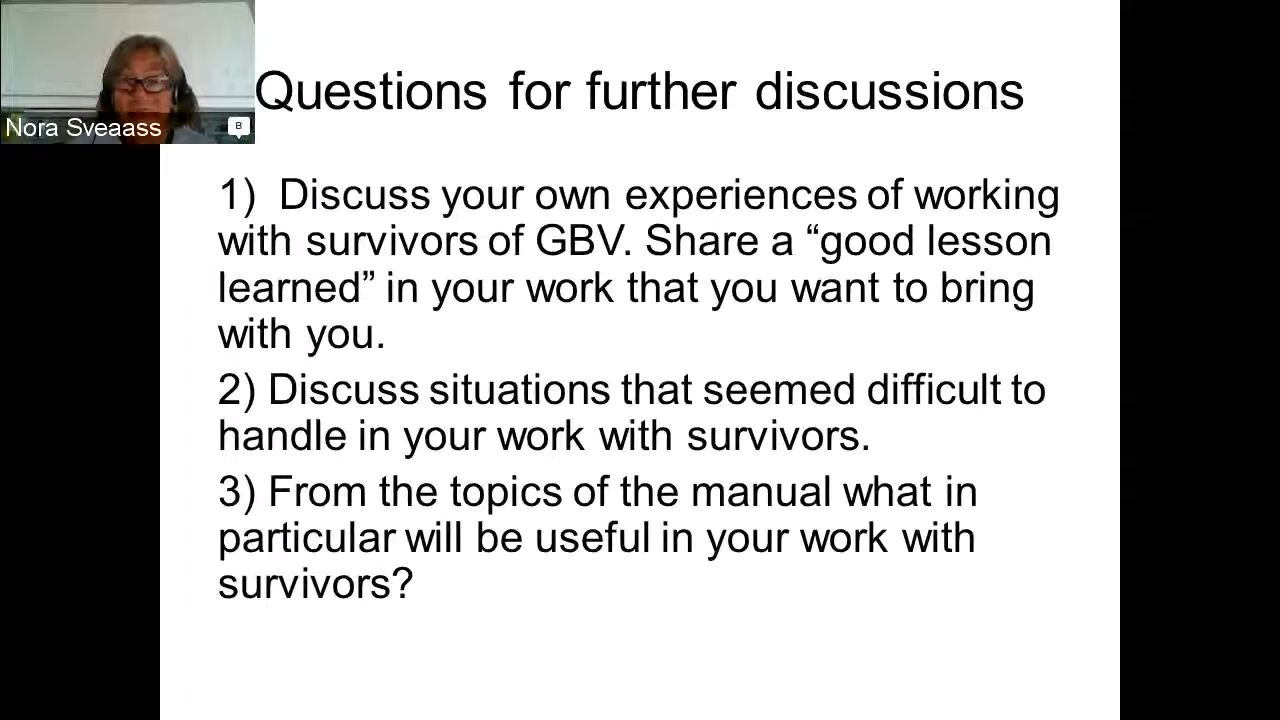 Questions for further discussions
Nora Sveaass
B
1) Discuss your own experiences of working
with survivors of GBV. Share a “good lesson
learned” in your work that you want to bring
with you.
2) Discuss situations that seemed difficult to
handle in your work with survivors.
3) From the topics of the manual what in
particular will be useful in your work with
survivors?